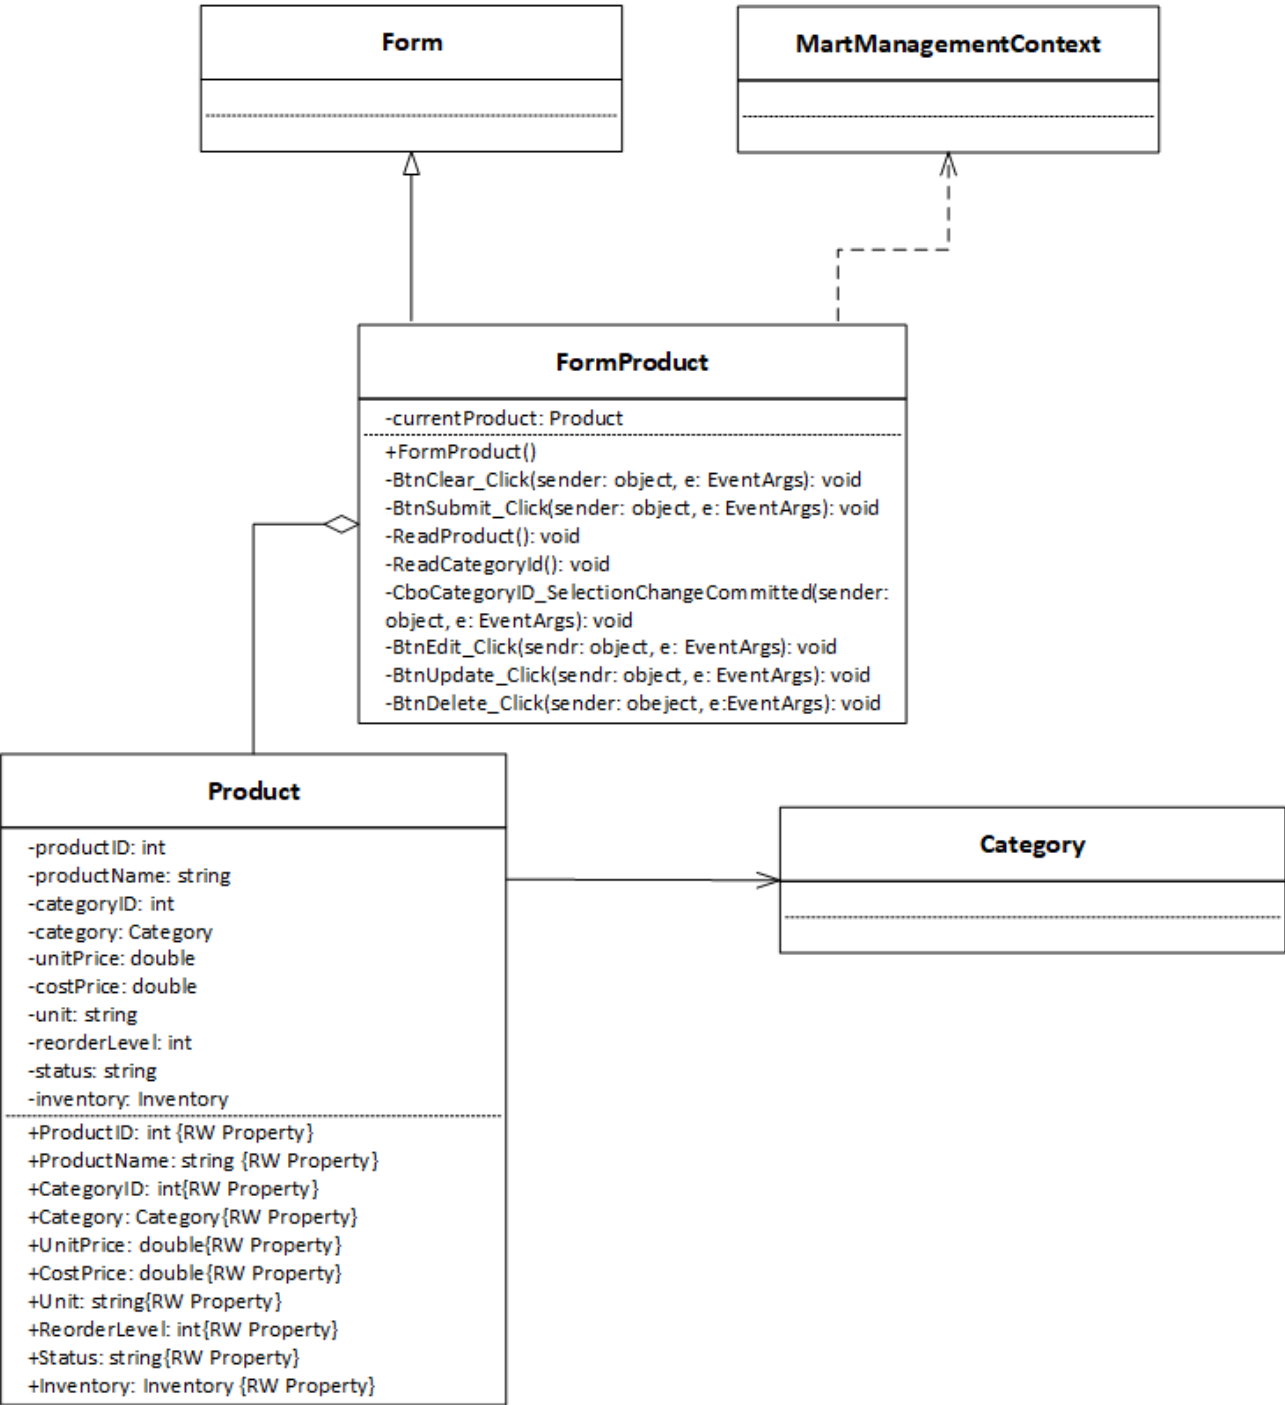 Form
MartManagementContext
FormProduct
-currentProduct: Product
+FormProduct()
-BtnClear_Click(sender: object, e: EventArgs): void
-BtnSubmit_Click(sender: object, e: EventArgs): void
-ReadProduct(): void
-ReadCategoryId(): void
-CboCategoryID_SelectionChangeCommitted(sender:
object, e: EventArgs): void
-BtnEdit_Click(sendr: object, e: EventArgs): void
-BtnUpdate_Click(sendr: object, e: EventArgs): void
-BtnDelete_Click(sender: obeject, e:EventArgs): void
Product
-productID: int
-productName: string
-categoryID: int
-category: Category
-unitPrice: double
-costPrice: double
-unit: string
-reorderLevel: int
-status: string
-inventory: Inventory
+ProductID: int {RW Property}
+ProductName: string {RW Property}
+CategoryID: int{RW Property}
+Category: Category{RW Property}
+UnitPrice: double{RW Property}
+CostPrice: double{RW Property}
+Unit: string{RW Property}
+ReorderLevel: int{RW Property}
+Status: string{RW Property}
+Inventory: Inventory {RW Property}
Category